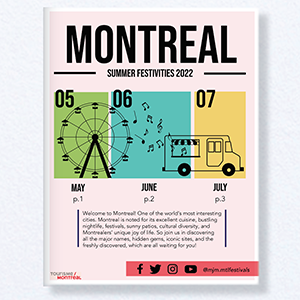 MONTREAL
SUMMER FESTIVITIES 2022
05 06 07
MAY JUNE JULY
p.1 p.2 p.3
Welcome to Montreal! One of the world's most interesting
cities. Montreal is noted for its excellent cuisine, bustling
nightlife, festivals, sunny patios, cultural diversity, and
Montrealers' unique joy of life. So join us in discovering
all the major names, hidden gems, iconic sites, and the
freshly discovered, which are all waiting for you!
TOURISME/
MONTRÉAL
@mjm.mtlfestivals